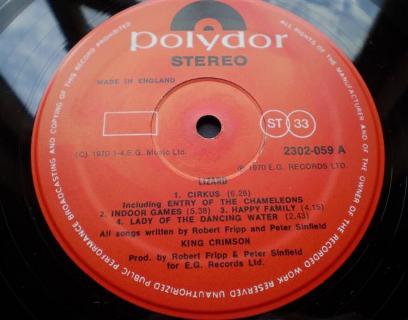 polydor
STEREO
MADE IN ENGLAND
ST 33
2302-059 A
© 1970 1-4.E.G. Music Ltd.
℗ 1970 E.G. RECORDS LTD.
LIZARD
1. CIRKUS (6,28)
Including ENTRY OF THE CHAMELEONS
2. INDOOR GAMES (5,38) 3. HAPPY FAMILY (4,15)
4. LADY OF THE DANCING WATER (2,43)
All songs written by Robert Fripp and Peter Sinfield
KING CRIMSON
Prod. by Robert Fripp & Peter Sinfield
for E.G. Records Ltd.
ALL RIGHTS OF THE MANUFACTURER AND OF THE OWNER OF THE RECORDED WORK RESERVED UNAUTHORIZED PUBLIC PERFORMANCE BROADCASTING AND COPYING OF THIS RECORD PROHIBITED